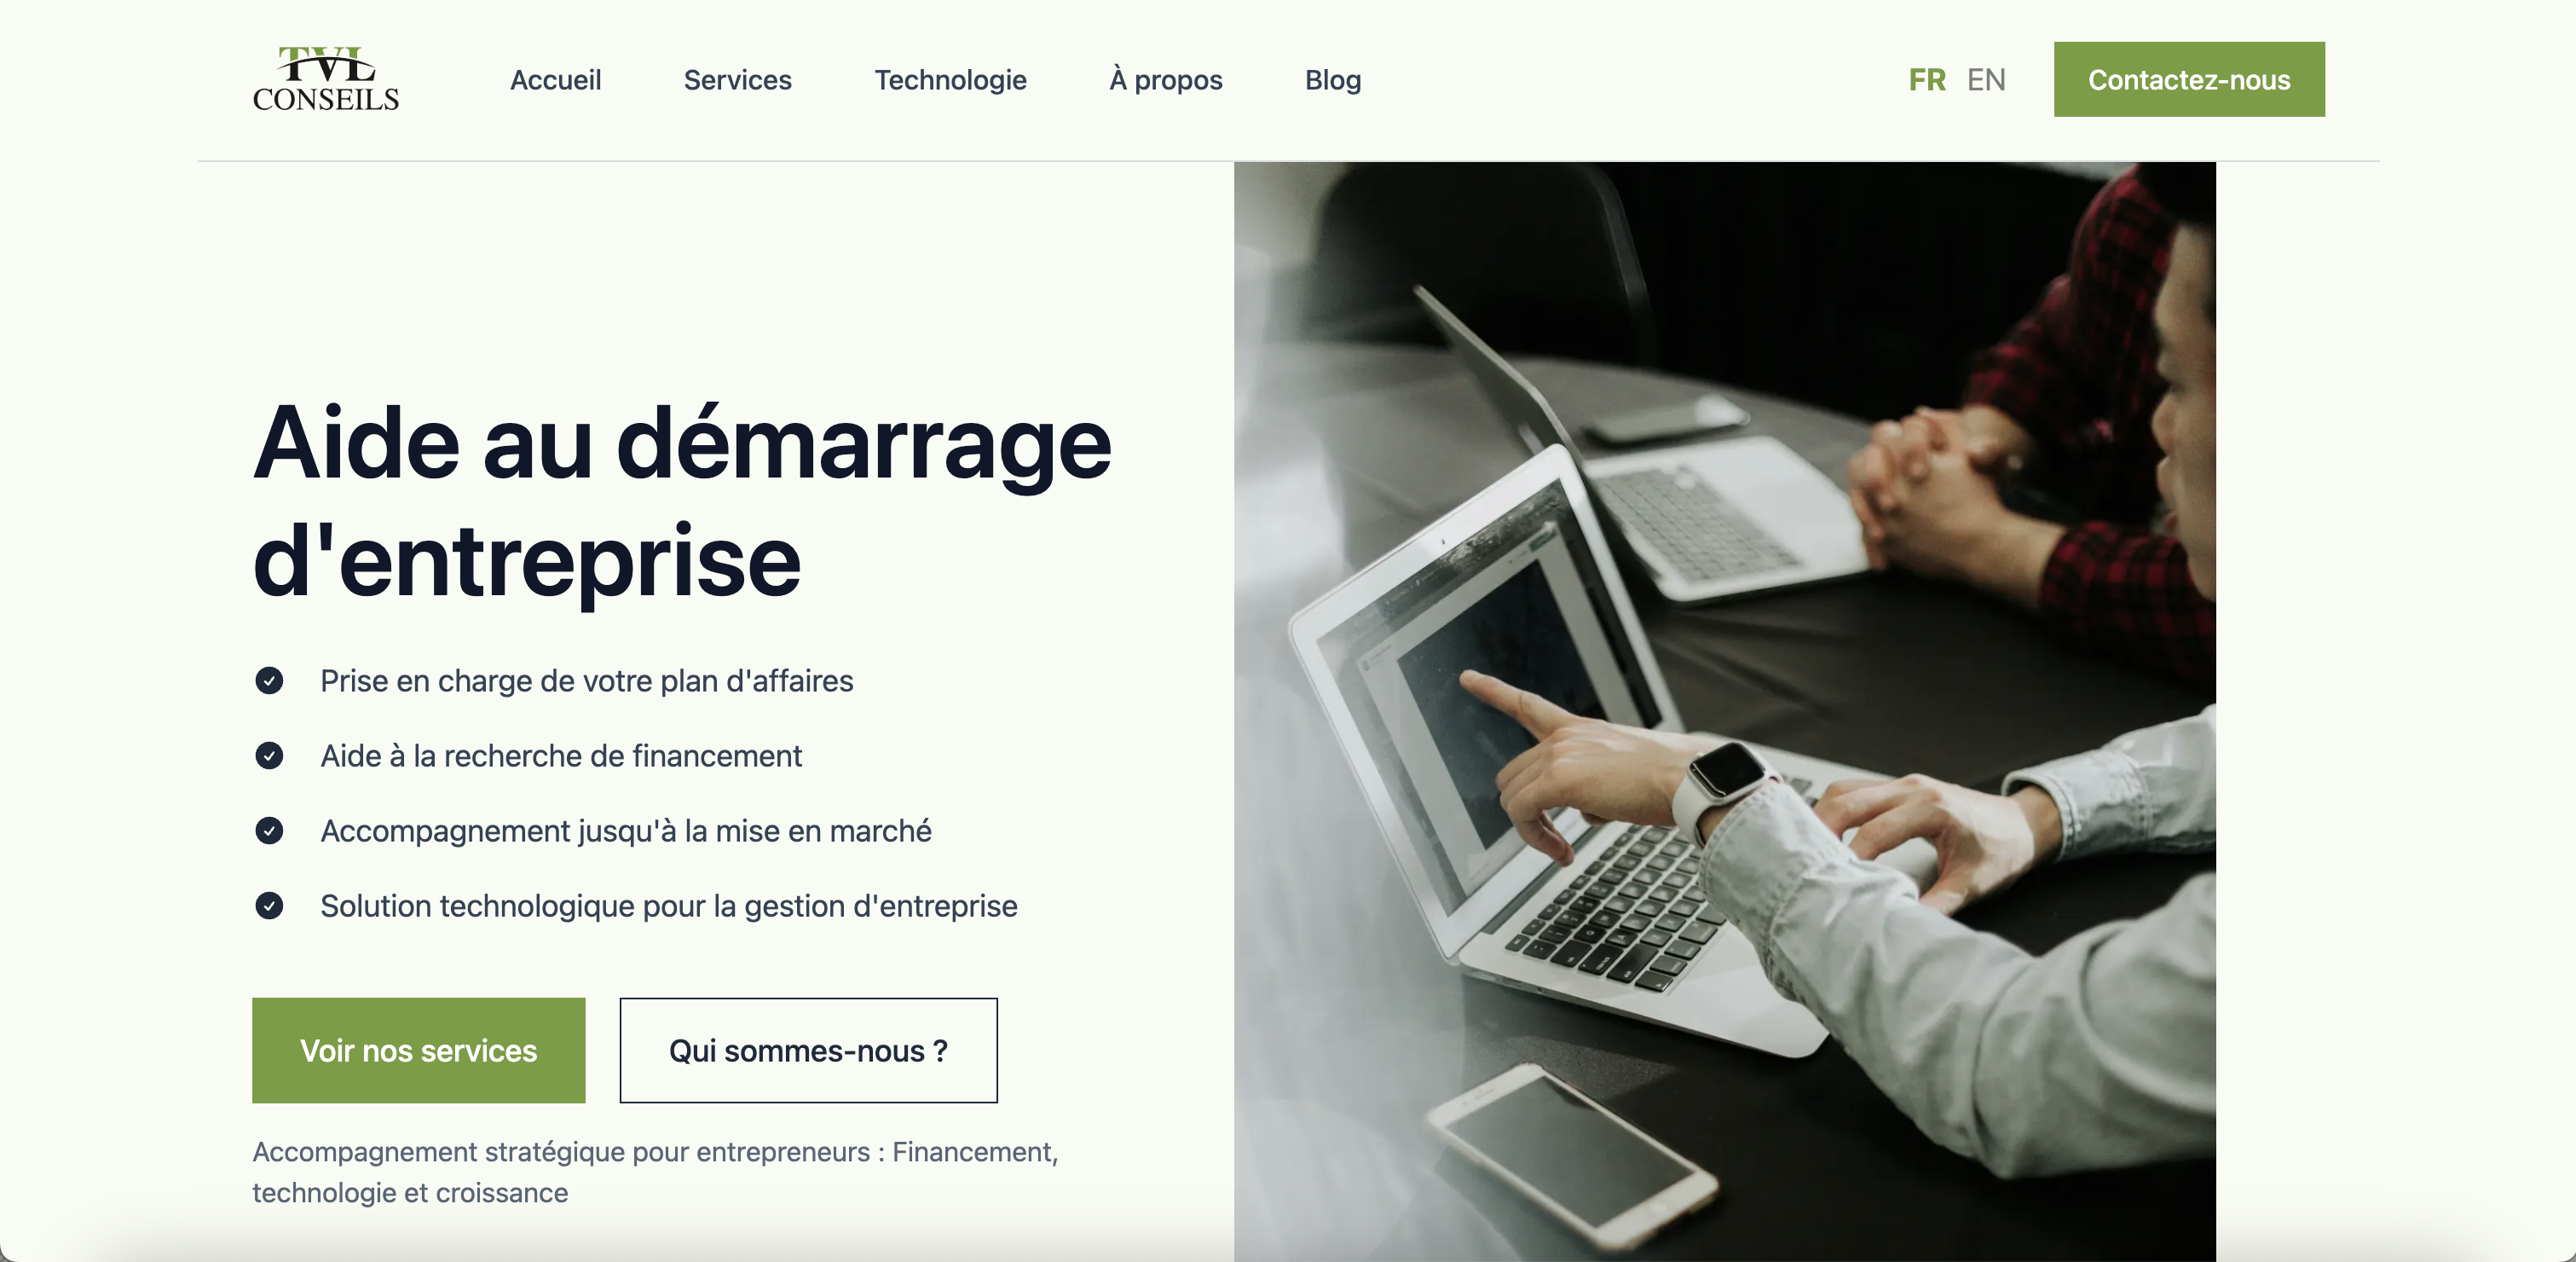 TVL
CONSEILS
Accueil
Services
Technologie
À propos
Blog
FR
EN
Contactez-nous
Aide au démarrage
d'entreprise
Prise en charge de votre plan d'affaires
Aide à la recherche de financement
Accompagnement jusqu'à la mise en marché
Solution technologique pour la gestion d'entreprise
Voir nos services
Qui sommes-nous ?
Accompagnement stratégique pour entrepreneurs : Financement,
technologie et croissance